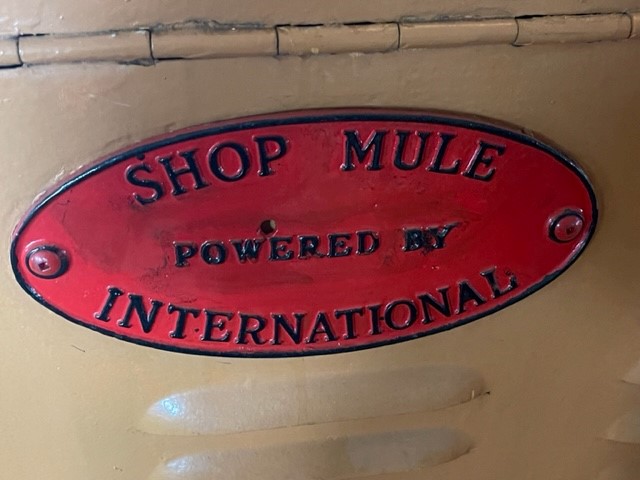 SHOP MULE
POWERED BY
INTERNATIONAL